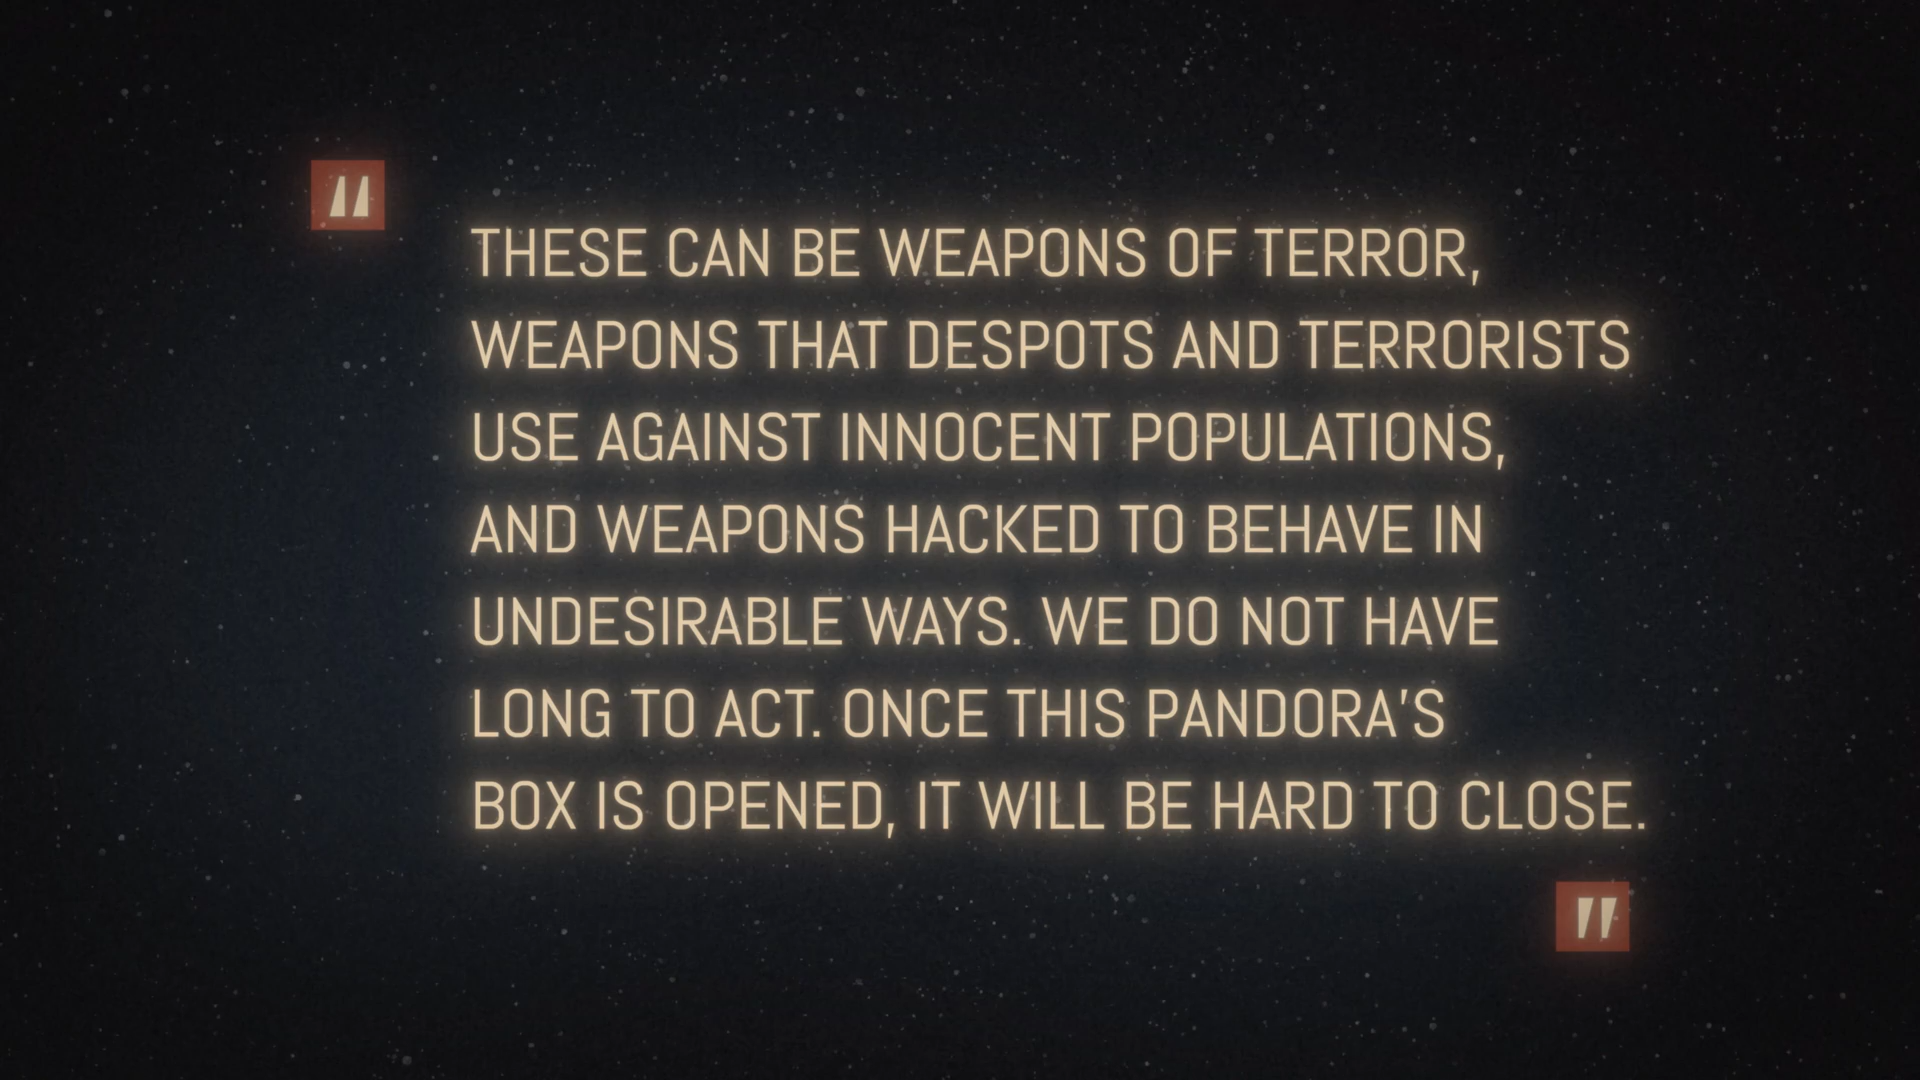 "
THESE CAN BE WEAPONS OF TERROR,
WEAPONS THAT DESPOTS AND TERRORISTS
USE AGAINST INNOCENT POPULATIONS,
AND WEAPONS HACKED TO BEHAVE IN
UNDESIRABLE WAYS. WE DO NOT HAVE
LONG TO ACT. ONCE THIS PANDORA'S
BOX IS OPENED, IT WILL BE HARD TO CLOSE.
"